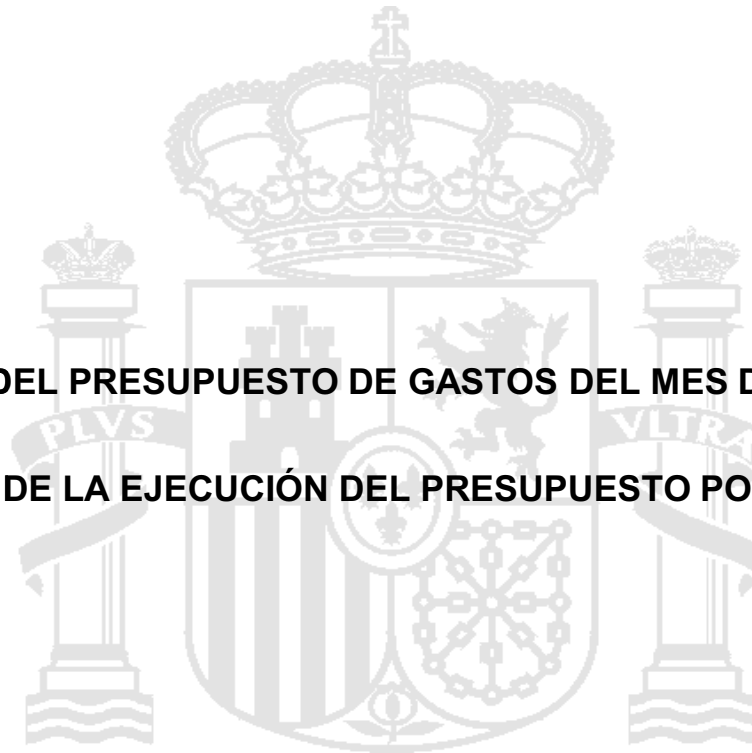 DEL PRESUPUESTO DE GASTOS DEL MES D
DE LA EJECUCIÓN DEL PRESUPUESTO PO
PLVS
VLTRA